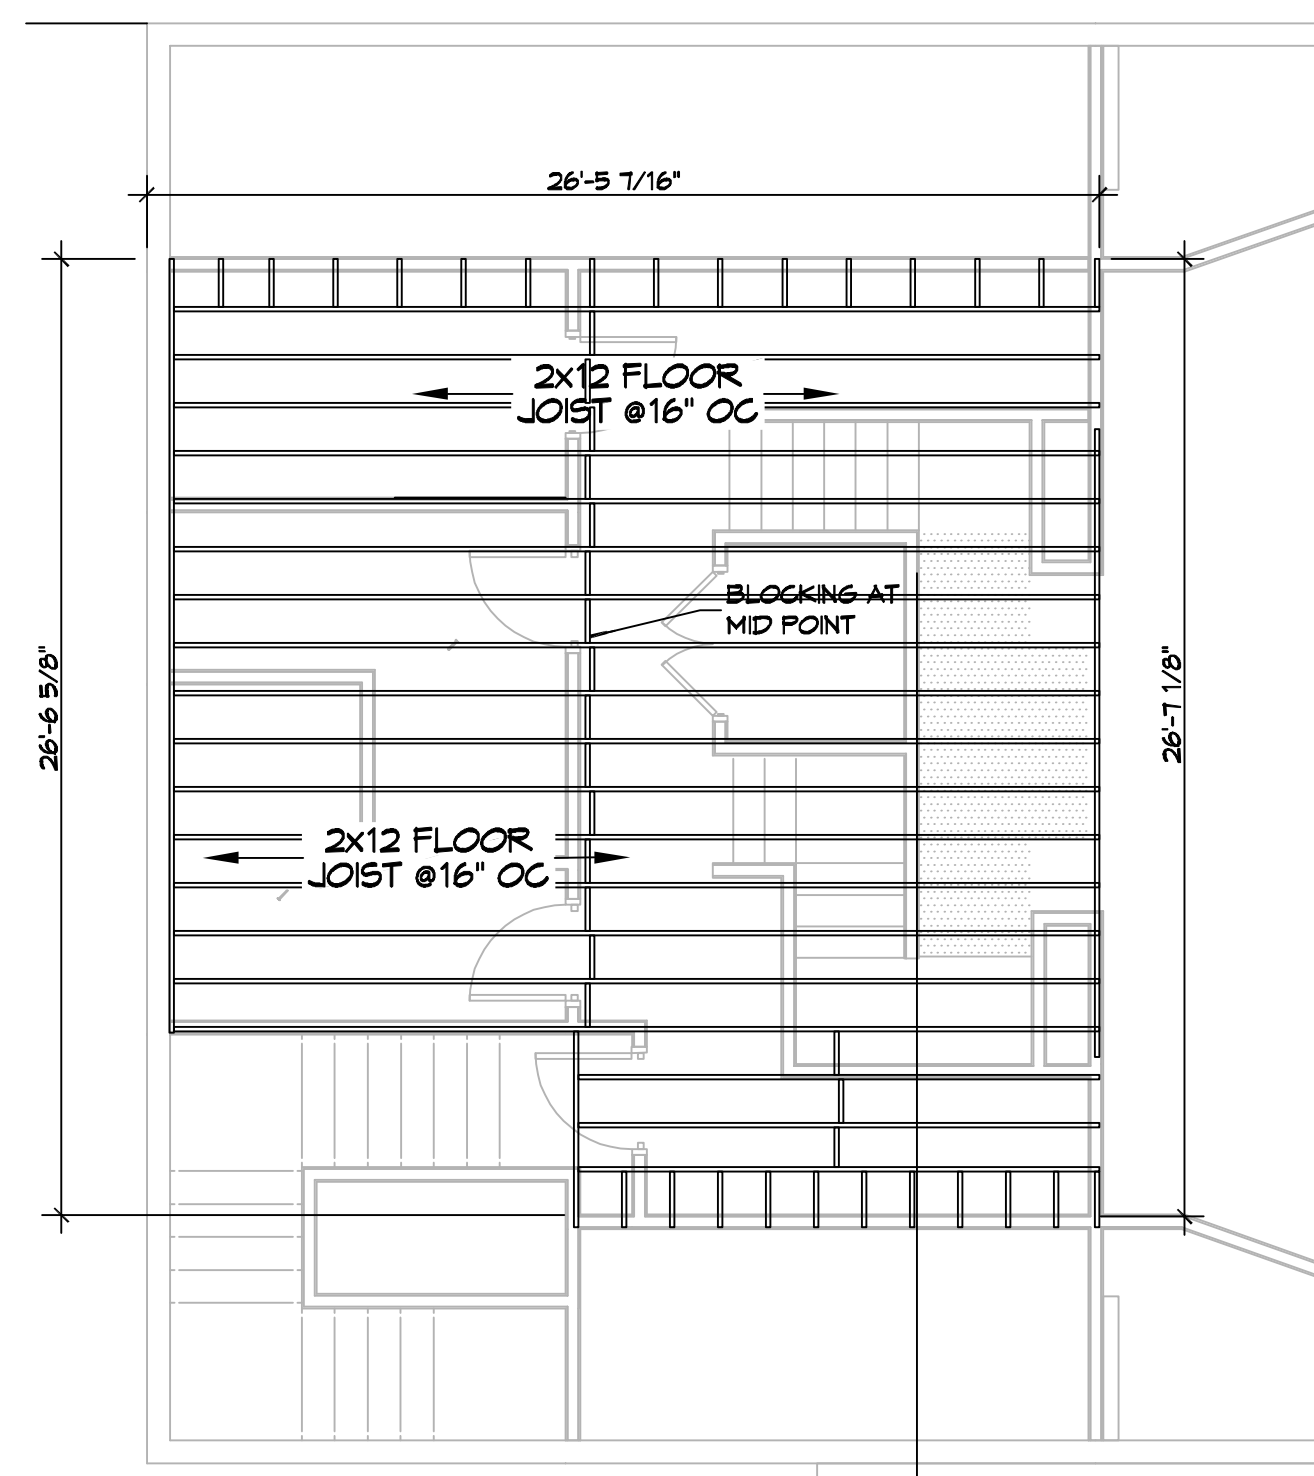 26'-5 7/16"
2x12 FLOOR
JOIST @16" OC
BLOCKING AT
MID POINT
26'-6 5/8"
26'-7 1/8"
2x12 FLOOR
JOIST @16" OC